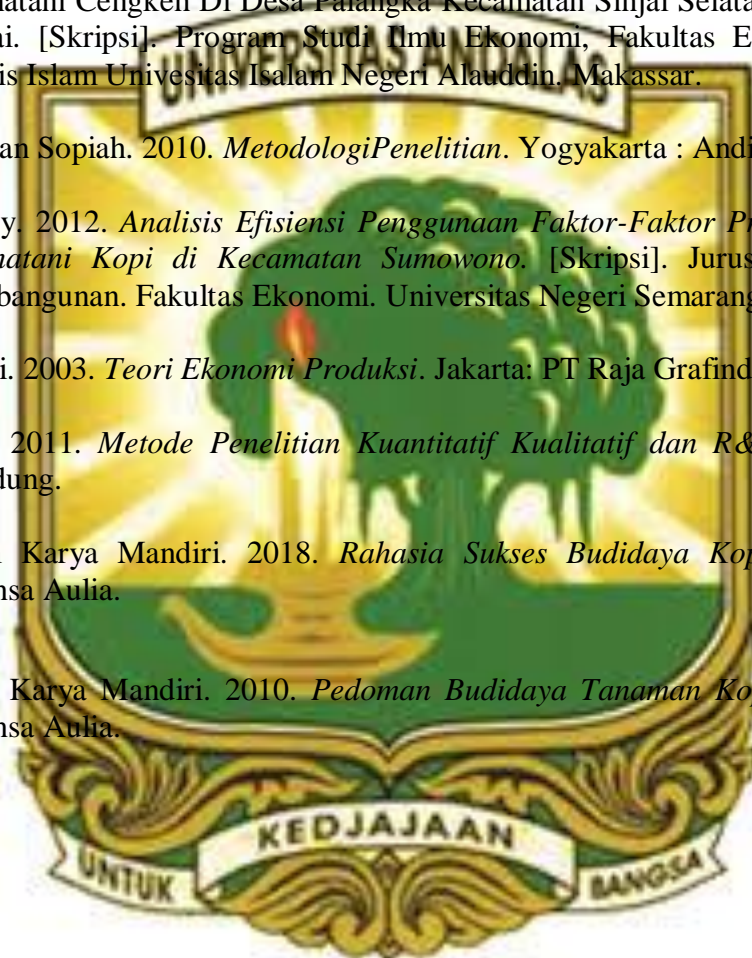 natani Cengkeh Di Desa Palangka Kecamatan Sinjai Selata
ai. [Skripsi]. Program Studi Ilmu Ekonomi, Fakultas E
is Islam Univesitas Isalam Negeri Alauddin. Makassar.
UNIVERSITAS ANDALAS
an Sopiah. 2010. MetodologiPenelitian. Yogyakarta : Andi
y. 2012. Analisis Efisiensi Penggunaan Faktor-Faktor Pr
natani Kopi di Kecamatan Sumowono. [Skripsi]. Jurus
bangunan. Fakultas Ekonomi. Universitas Negeri Semarang
i. 2003. Teori Ekonomi Produksi. Jakarta: PT Raja Grafind
2011. Metode Penelitian Kuantitatif Kualitatif dan R&
dung.
Karya Mandiri. 2018. Rahasia Sukses Budidaya Kop
nsa Aulia.
Karya Mandiri. 2010. Pedoman Budidaya Tanaman Kop
nsa Aulia.
KEDJAJAAN
UNTUK BANGSA